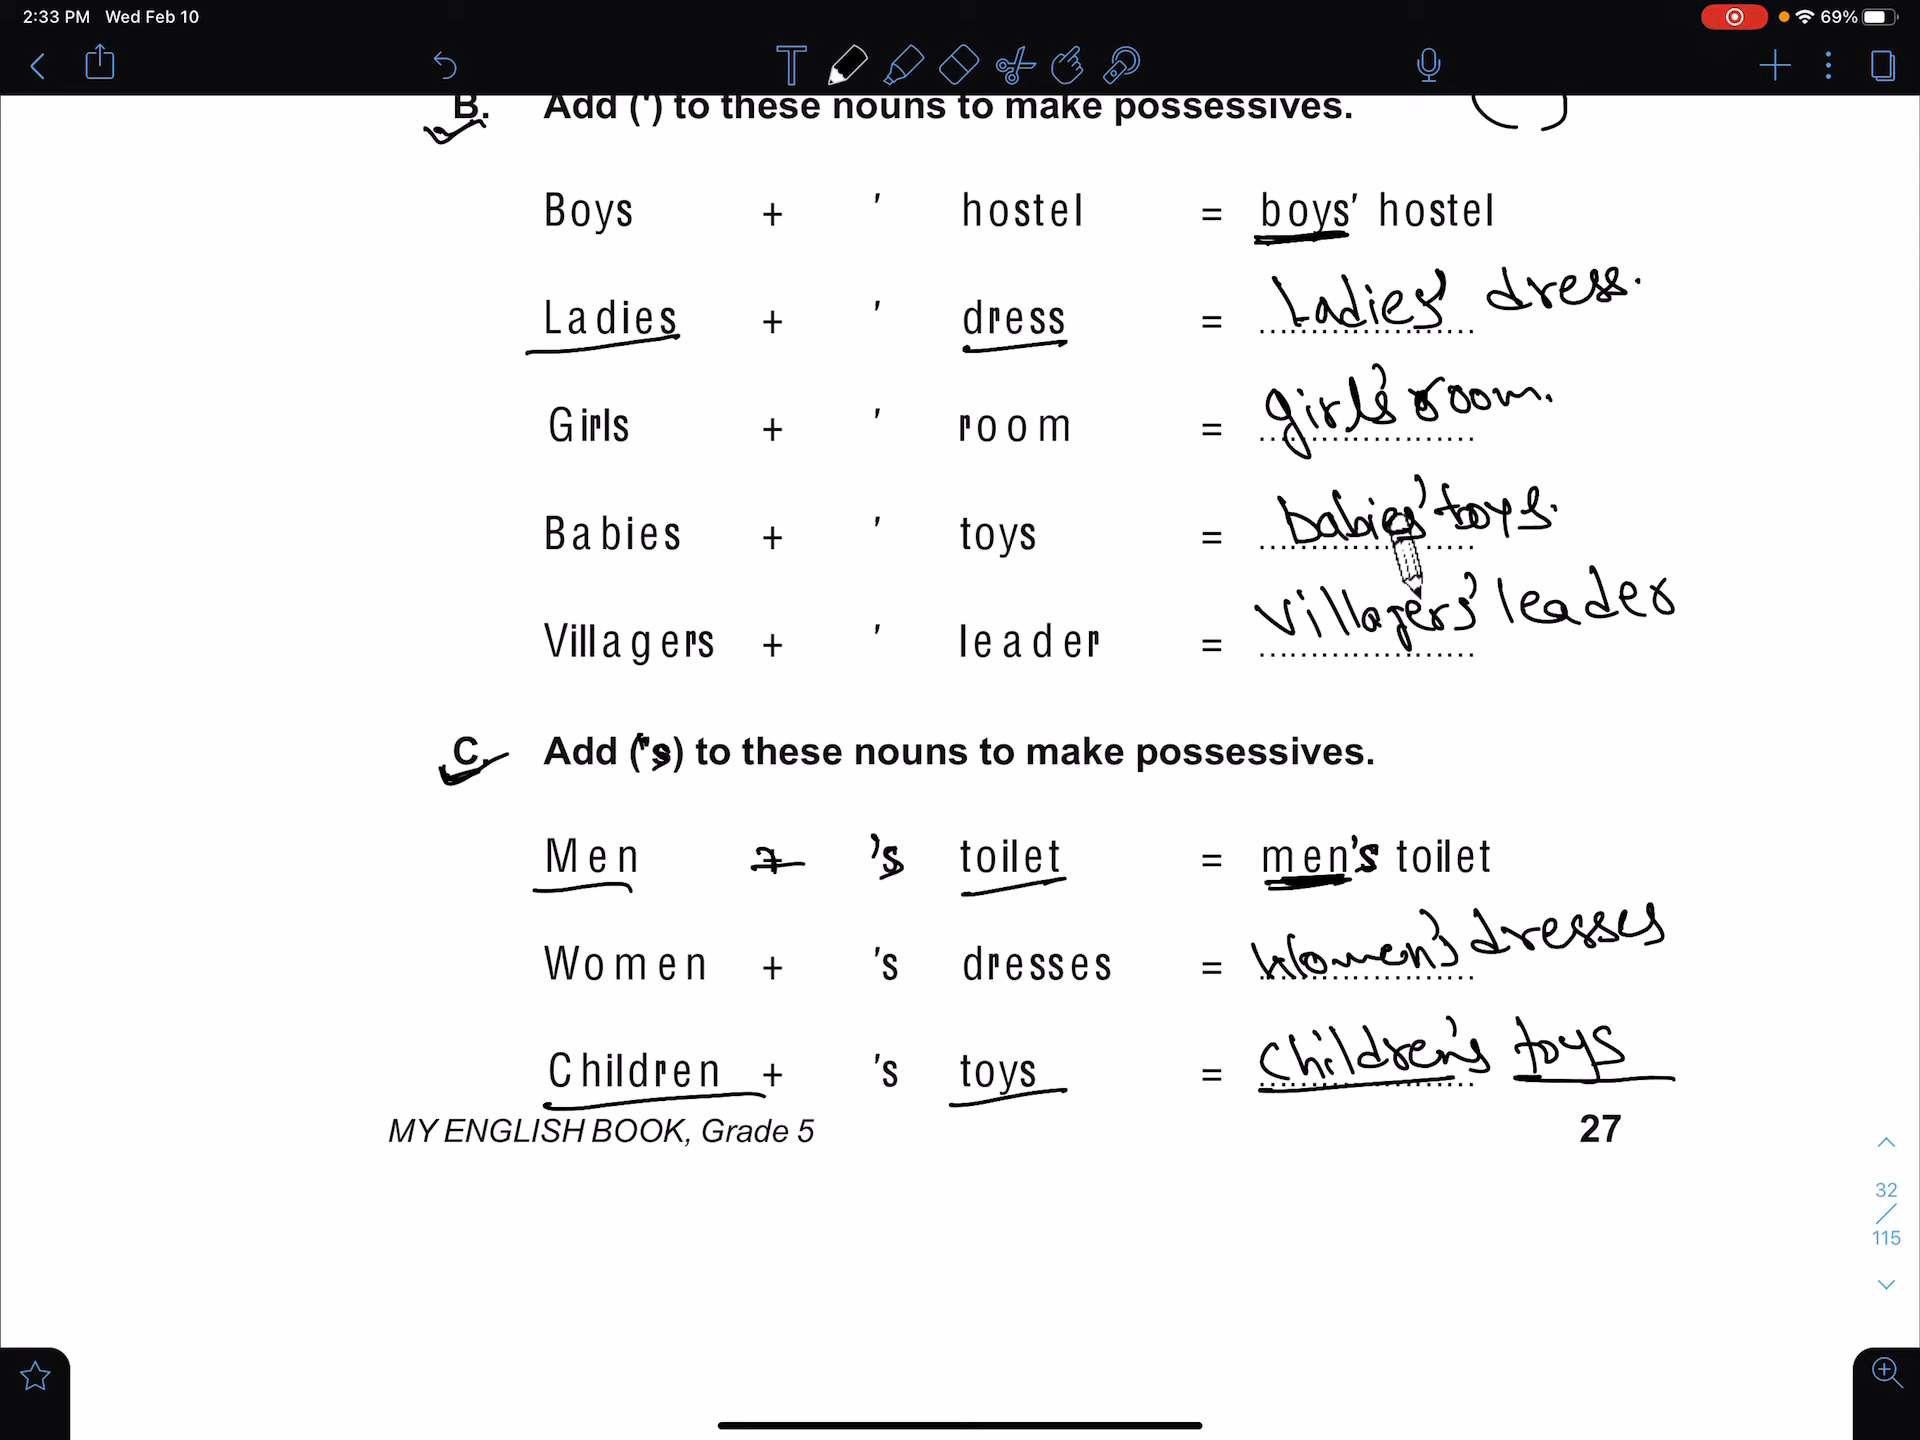 2:33 PM Wed Feb 10 69%
B. Add (') to these nouns to make possessives.
Boys + ' hostel = boys' hostel
Ladies + ' dress = Ladies' dress.
Girls + ' room = girls' room.
Babies + ' toys = babies' toys.
Villagers + ' leader = Villagers' leader
C. Add ('s) to these nouns to make possessives.
Men + 's toilet = men's toilet
Women + 's dresses = Women's dresses
Children + 's toys = Children's toys
MY ENGLISH BOOK, Grade 5 27
32
/
115